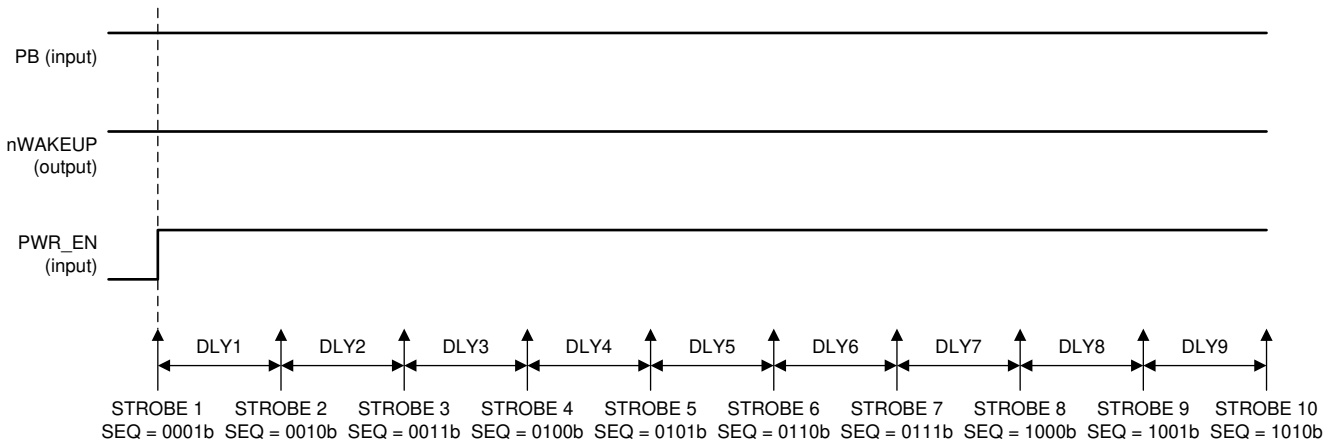 PB (input)
nWAKEUP
(output)
PWR_EN
(input)
DLY1 DLY2 DLY3 DLY4 DLY5 DLY6 DLY7 DLY8 DLY9
STROBE 1 STROBE 2 STROBE 3 STROBE 4 STROBE 5 STROBE 6 STROBE 7 STROBE 8 STROBE 9 STROBE 10
SEQ = 0001b SEQ = 0010b SEQ = 0011b SEQ = 0100b SEQ = 0101b SEQ = 0110b SEQ = 0111b SEQ = 1000b SEQ = 1001b SEQ = 1010b